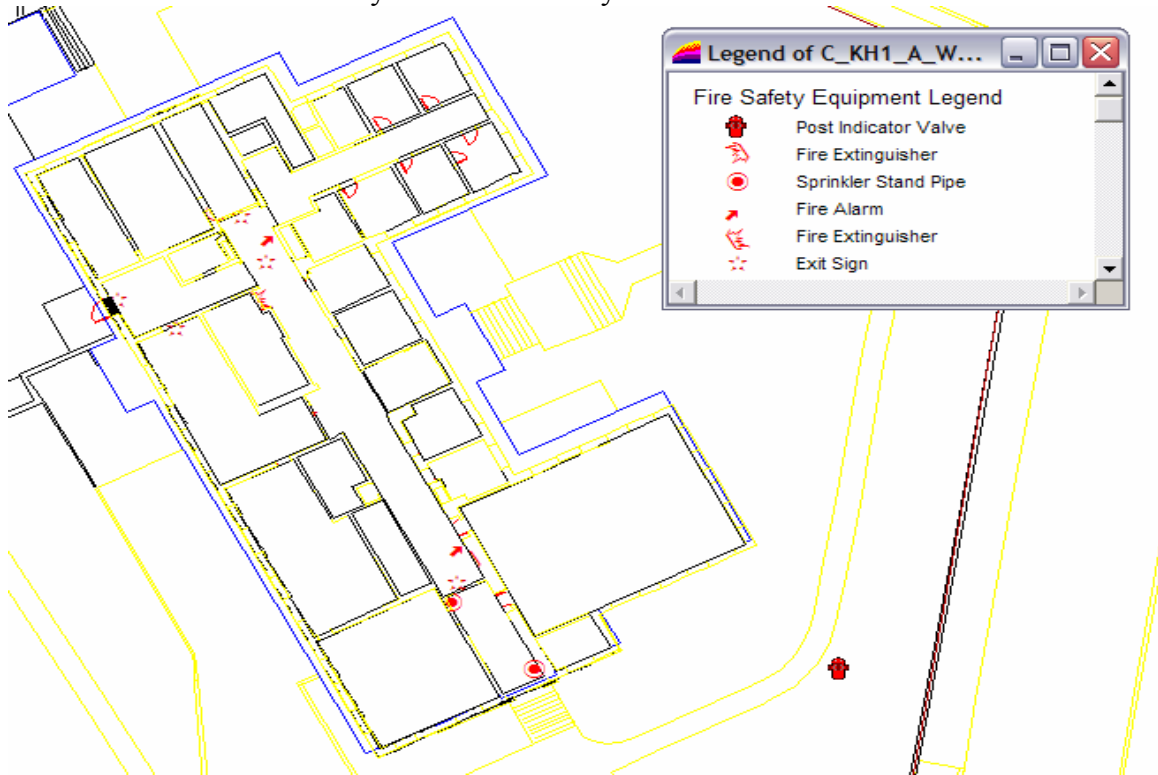 Legend of C_KH1_A_W...
Fire Safety Equipment Legend
Post Indicator Valve
Fire Extinguisher
Sprinkler Stand Pipe
Fire Alarm
Fire Extinguisher
Exit Sign